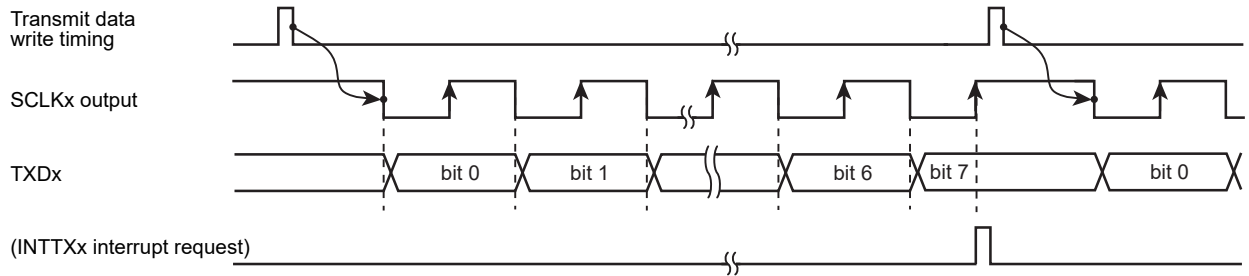 Transmit data
write timing
SCLKx output
TXDx
bit 0
bit 1
bit 6
bit 7
bit 0
(INTTXx interrupt request)